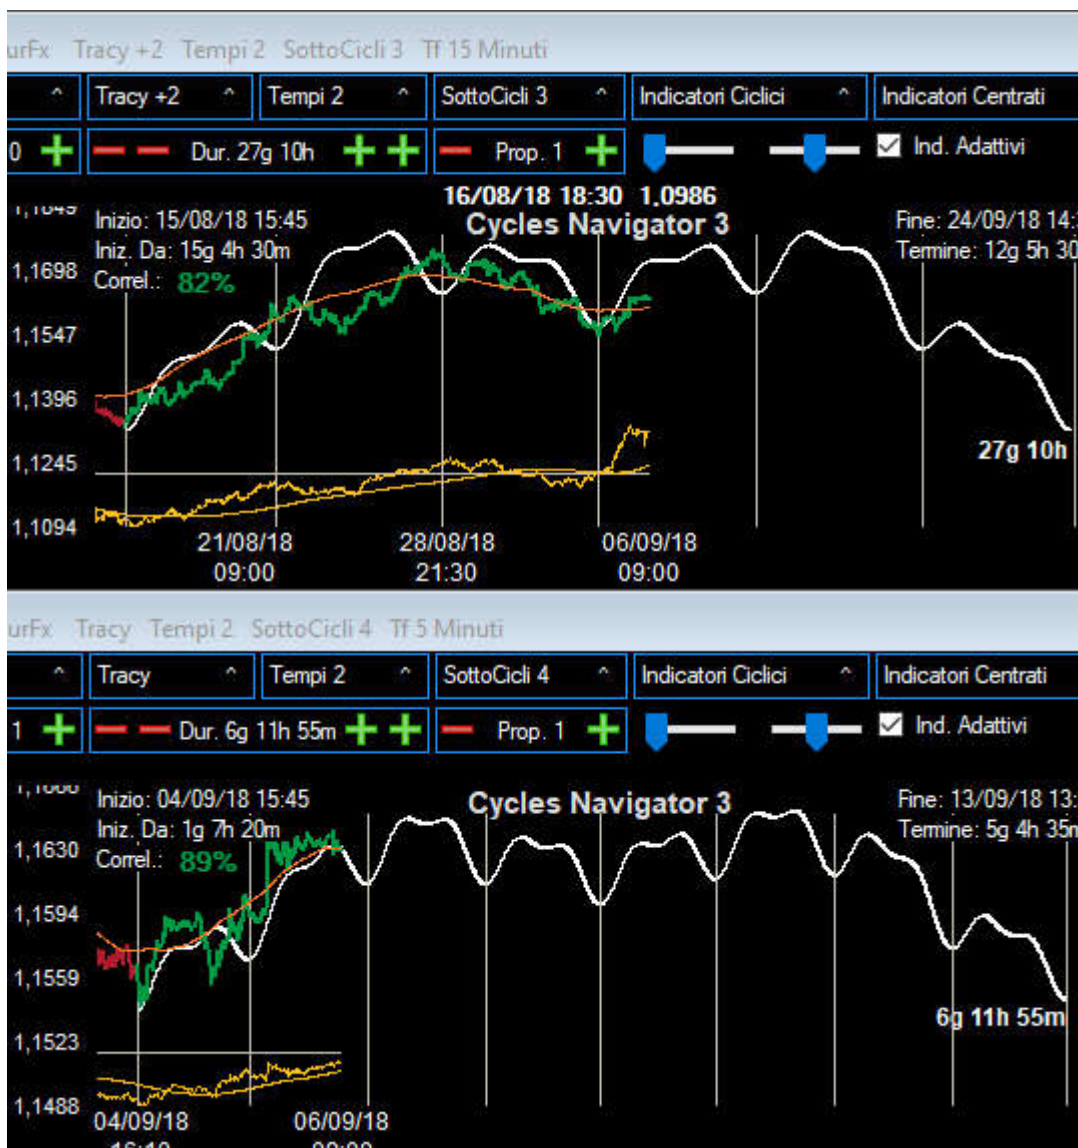 urFx Tracy +2 Tempi 2 SottoCicli 3 Tf 15 Minuti
^ Tracy +2 ^ Tempi 2 ^ SottoCicli 3 ^ Indicatori Ciclici ^ Indicatori Centrati
0 Dur. 27g 10h Prop. 1 Ind. Adattivi
16/08/18 18:30 1.0986
Inizio: 15/08/18 15:45 Cycles Navigator 3 Fine: 24/09/18 14:
Iniz. Da: 15g 4h 30m Termine: 12g 5h 30
Correl.: 82%
1,1698
1,1547
1,1396
1,1245
27g 10h
1,1094
21/08/18 28/08/18 06/09/18
09:00 21:30 09:00
urFx Tracy Tempi 2 SottoCicli 4 Tf 5 Minuti
^ Tracy ^ Tempi 2 ^ SottoCicli 4 ^ Indicatori Ciclici ^ Indicatori Centrati
1 Dur. 6g 11h 55m Prop. 1 Ind. Adattivi
Inizio: 04/09/18 15:45 Cycles Navigator 3 Fine: 13/09/18 13:
Iniz. Da: 1g 7h 20m Termine: 5g 4h 35m
1,1630
Correl.: 89%
1,1594
1,1559
6g 11h 55m
1,1523
1,1488
04/09/18 06/09/18